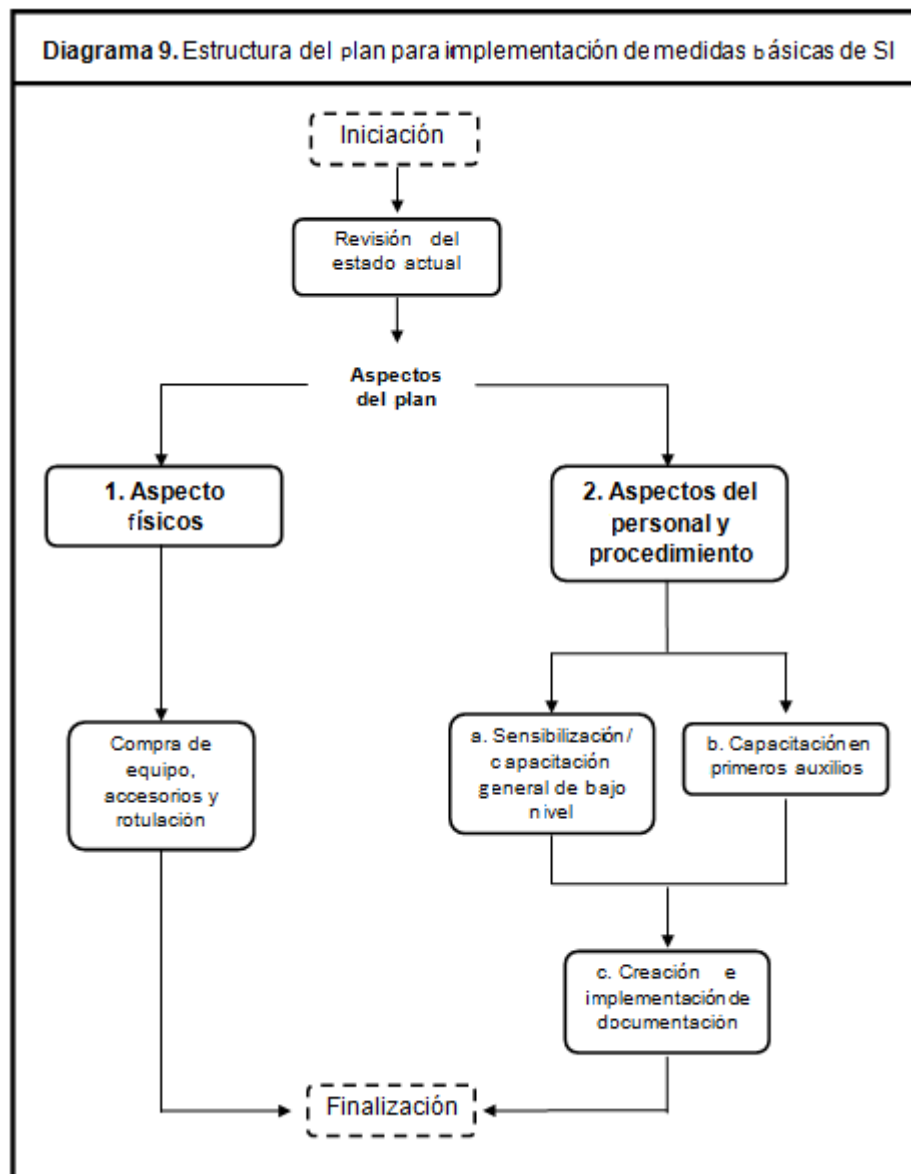 Diagrama 9. Estructura del plan para implementación de medidas básicas de SI
Iniciación
Revisión del
estado actual
Aspectos
del plan
1. Aspecto
físicos
2. Aspectos del
personal y
procedimiento
Compra de
equipo,
accesorios y
rotulación
a. Sensibilización/
capacitación
general de bajo
nivel
b. Capacitación en
primeros auxilios
c. Creación e
implementación de
documentación
Finalización